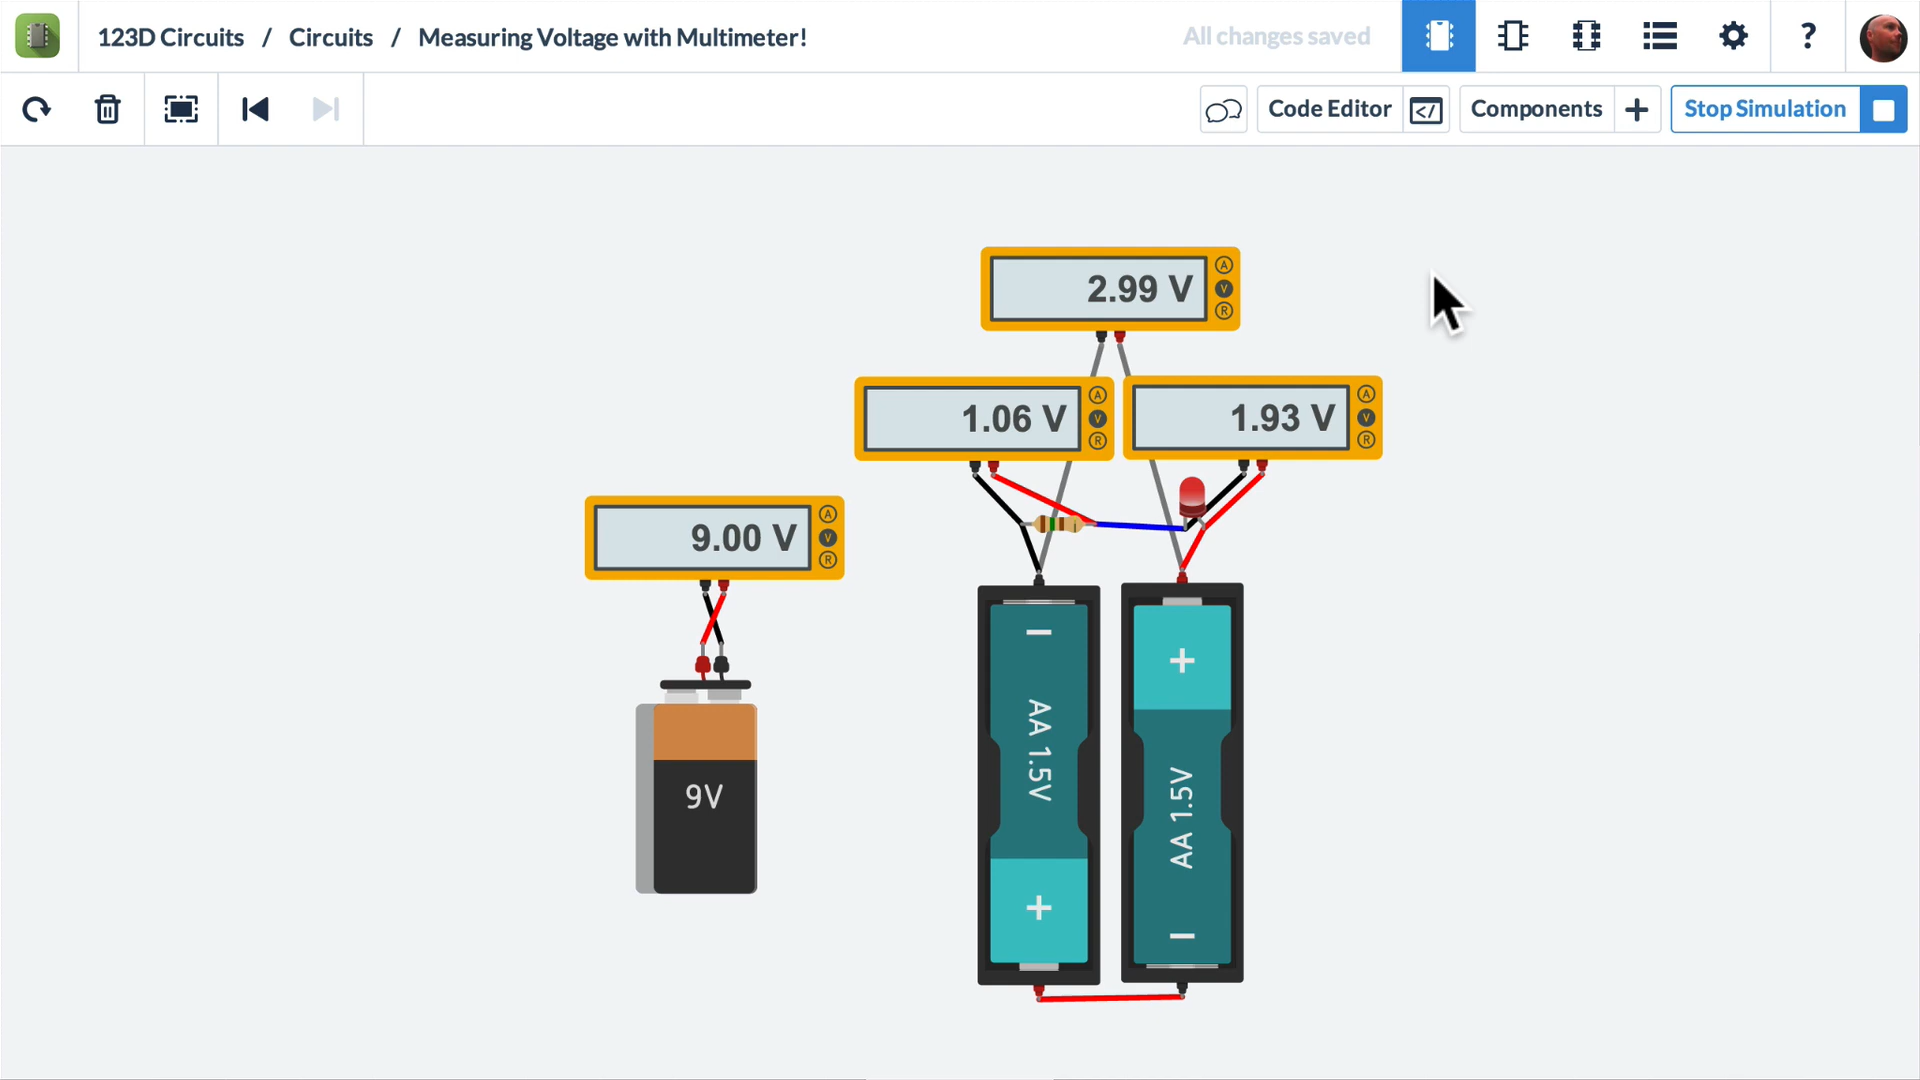 123D Circuits / Circuits / Measuring Voltage with Multimeter!
All changes saved
?
Code Editor </>
Components +
Stop Simulation
2.99 V
A
V
R
1.06 V
A
V
R
1.93 V
A
V
R
9.00 V
A
V
R
9V
–
AA 1.5V
+
+
AA 1.5V
–